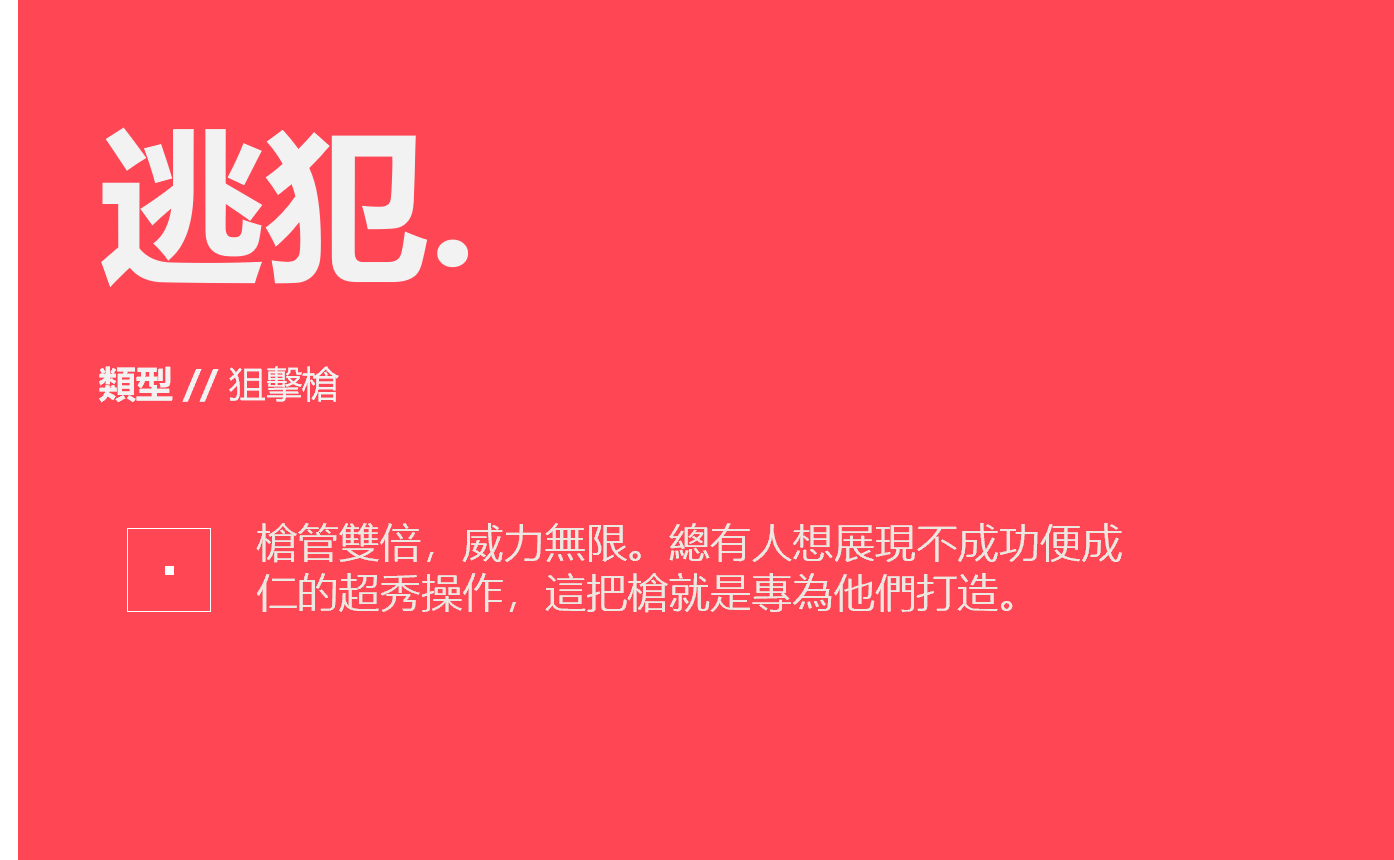 逃犯.
類型 // 狙擊槍
槍管雙倍，威力無限。總有人想展現不成功便成
仁的超秀操作，這把槍就是專為他們打造。